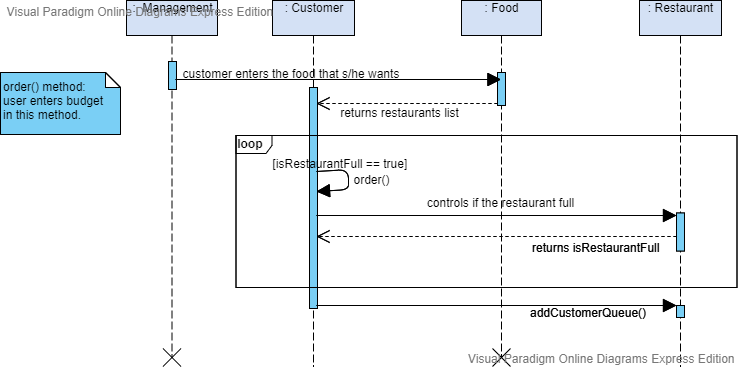 Visual Paradigm Online Diagrams Express Edition
: Management
: Customer
: Food
: Restaurant
customer enters the food that s/he wants
order() method:
user enters budget
in this method.
returns restaurants list
loop
[isRestaurantFull == true]
order()
controls if the restaurant full
returns isRestaurantFull
addCustomerQueue()
Visual Paradigm Online Diagrams Express Edition